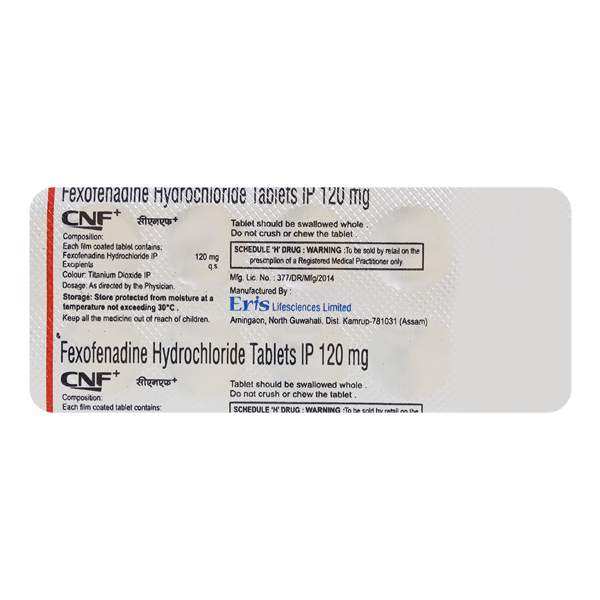 Fexofenadine Hydrochloride Tablets IP 120 mg
CNF+ सीएनएफ+
Composition:
Each film coated tablet contains:
Fexofenadine Hydrochloride IP 120 mg
Excipients q.s.
Colour: Titanium Dioxide IP
Dosage: As directed by the Physician.
Storage: Store protected from moisture at a
temperature not exceeding 30°C .
Keep all the medicine out of reach of children.
Tablet should be swallowed whole .
Do not crush or chew the tablet .
SCHEDULE 'H' DRUG : WARNING :To be sold by retail on the
prescription of a Registered Medical Practitioner only.
Mfg. Lic. No. : 377/DR/Mfg/2014
Manufactured By :
Eris Lifesciences Limited
Amingaon, North Guwahati, Dist. Kamrup-781031 (Assam)
Fexofenadine Hydrochloride Tablets IP 120 mg
CNF+ सीएनएफ+
Composition:
Each film coated tablet contains:
Tablet should be swallowed whole .
Do not crush or chew the tablet .
SCHEDULE 'H' DRUG : WARNING :To be sold by retail on the